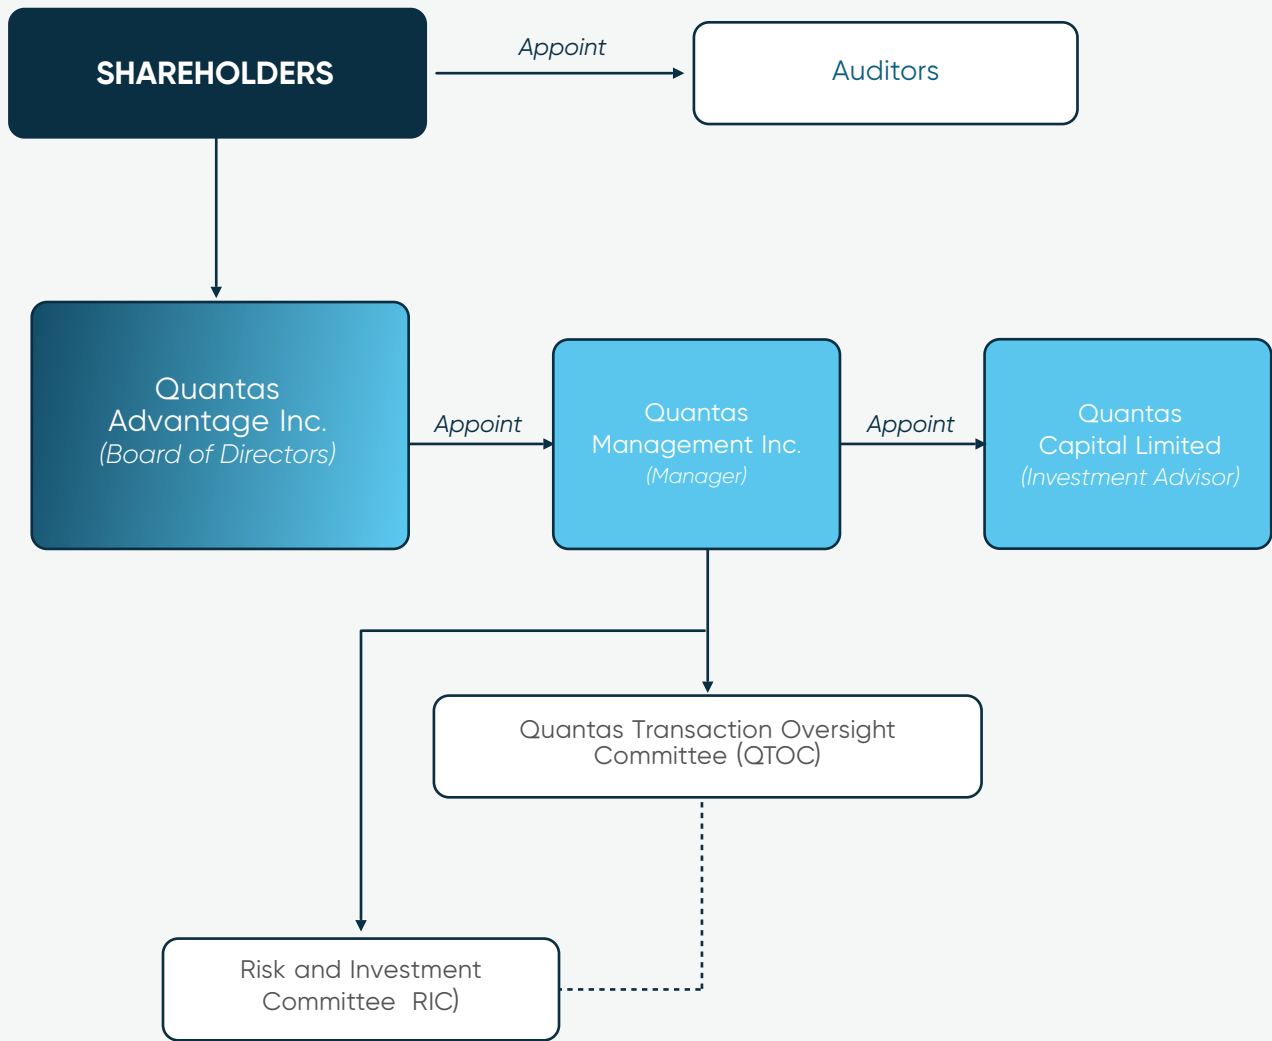 SHAREHOLDERS
Appoint
Auditors
Quantas
Advantage Inc.
(Board of Directors)
Appoint
Quantas
Management Inc.
(Manager)
Appoint
Quantas
Capital Limited
(Investment Advisor)
Quantas Transaction Oversight
Committee (QTOC)
Risk and Investment
Committee  RIC)